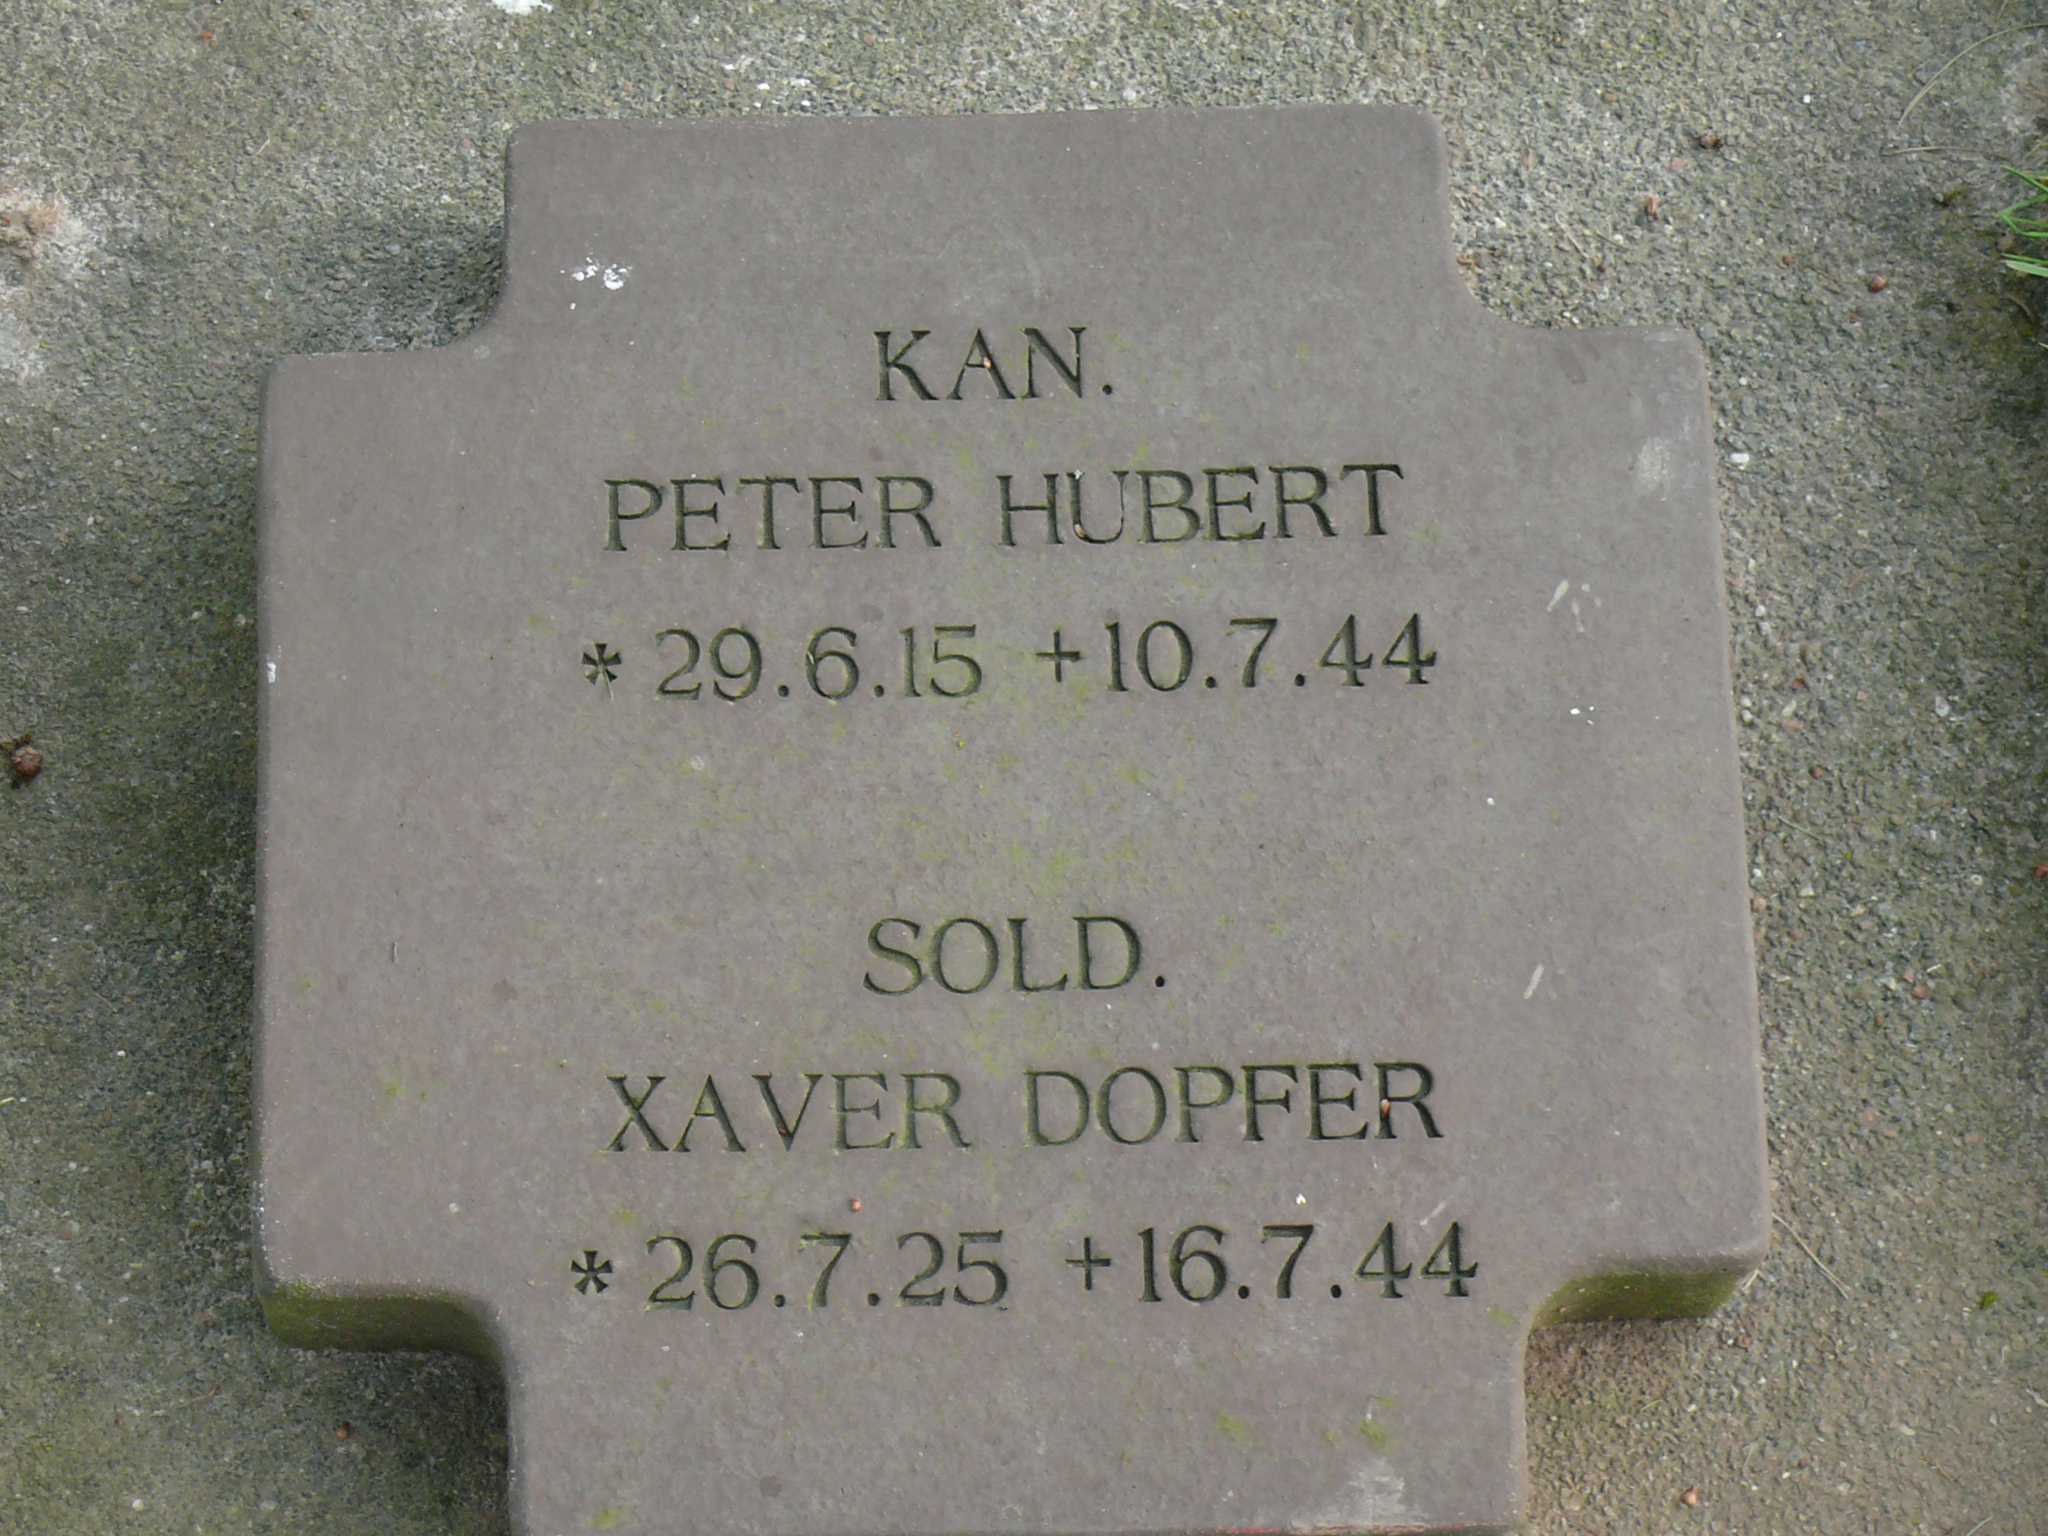 KAN.
PETER HUBERT
* 29.6.15 +10.7.44
SOLD.
XAVER DOPFER
* 26.7.25 +16.7.44